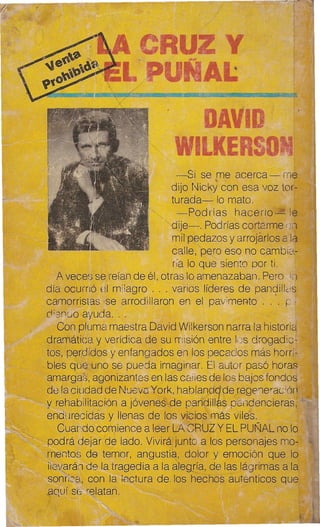 Venta
Prohibida
LA CRUZ Y
EL PUÑAL
DAVID
WILKERSON
—Si se me acerca — me
dijo Nicky con esa voz tor-
turada— lo mato.
—Podrías hacerlo — le
dije—. Podrías cortarme en
mil pedazos y arrojarlos a la
calle, pero eso no cambia-
ría lo que siento por ti.
A veces se reían de él, otras lo amenazaban. Pero un
día ocurrió el milagro . . . varios líderes de pandillas
camorristas se arrodillaron en el pavimento . . .
pidiendo ayuda. . .
Con pluma maestra David Wilkerson narra la historia
dramática y verídica de su misión entre los drogadic-
tos, perdidos y enfangados en los pecados más horri-
bles que uno se pueda imaginar. El autor pasó horas
amargas, agonizantes en las calles de los bajos fondos
de la ciudad de Nueva York, hablando de regeneración
y rehabilitación a jóvenes de pandillas pendencieras,
endurecidas y llenas de los vicios más viles.
Cuando comience a leer LA CRUZ Y EL PUÑAL no lo
podrá dejar de lado. Vivirá junto a los personajes mo-
mentos de temor, angustia, dolor y emoción que lo
llevarán de la tragedia a la alegría, de las lágrimas a la
sonrisa, con la lectura de los hechos auténticos que
aquí se relatan.